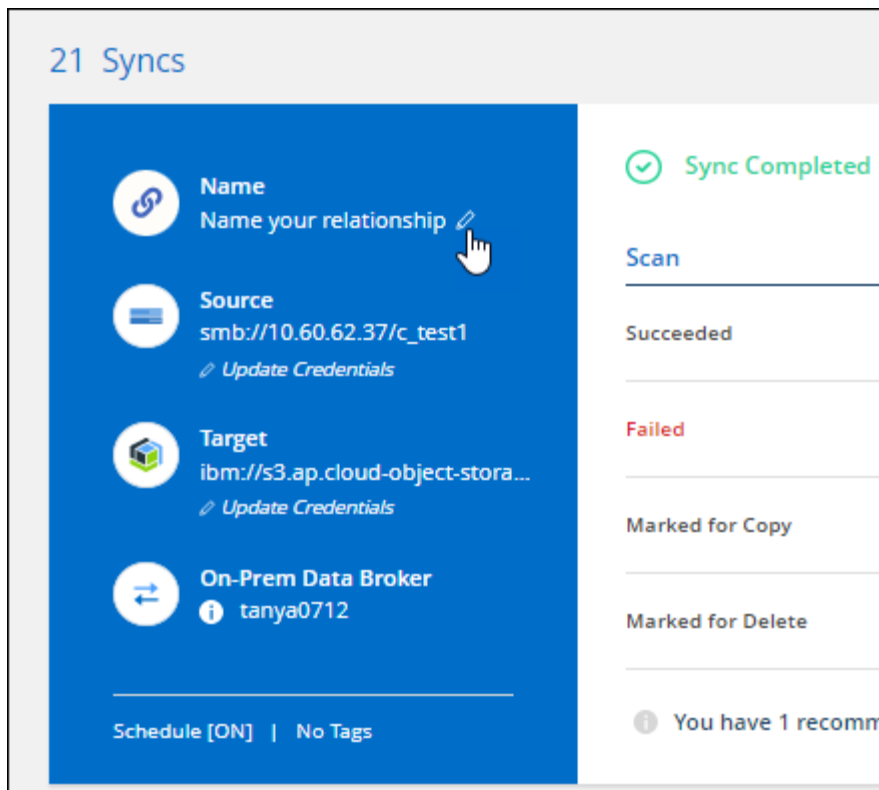 21 Syncs
Name
Name your relationship
Source
smb://10.60.62.37/c_test1
Update Credentials
Target
ibm://s3.ap.cloud-object-stora...
Update Credentials
On-Prem Data Broker
tanya0712
Schedule [ON] | No Tags
Sync Completed
Scan
Succeeded
Failed
Marked for Copy
Marked for Delete
You have 1